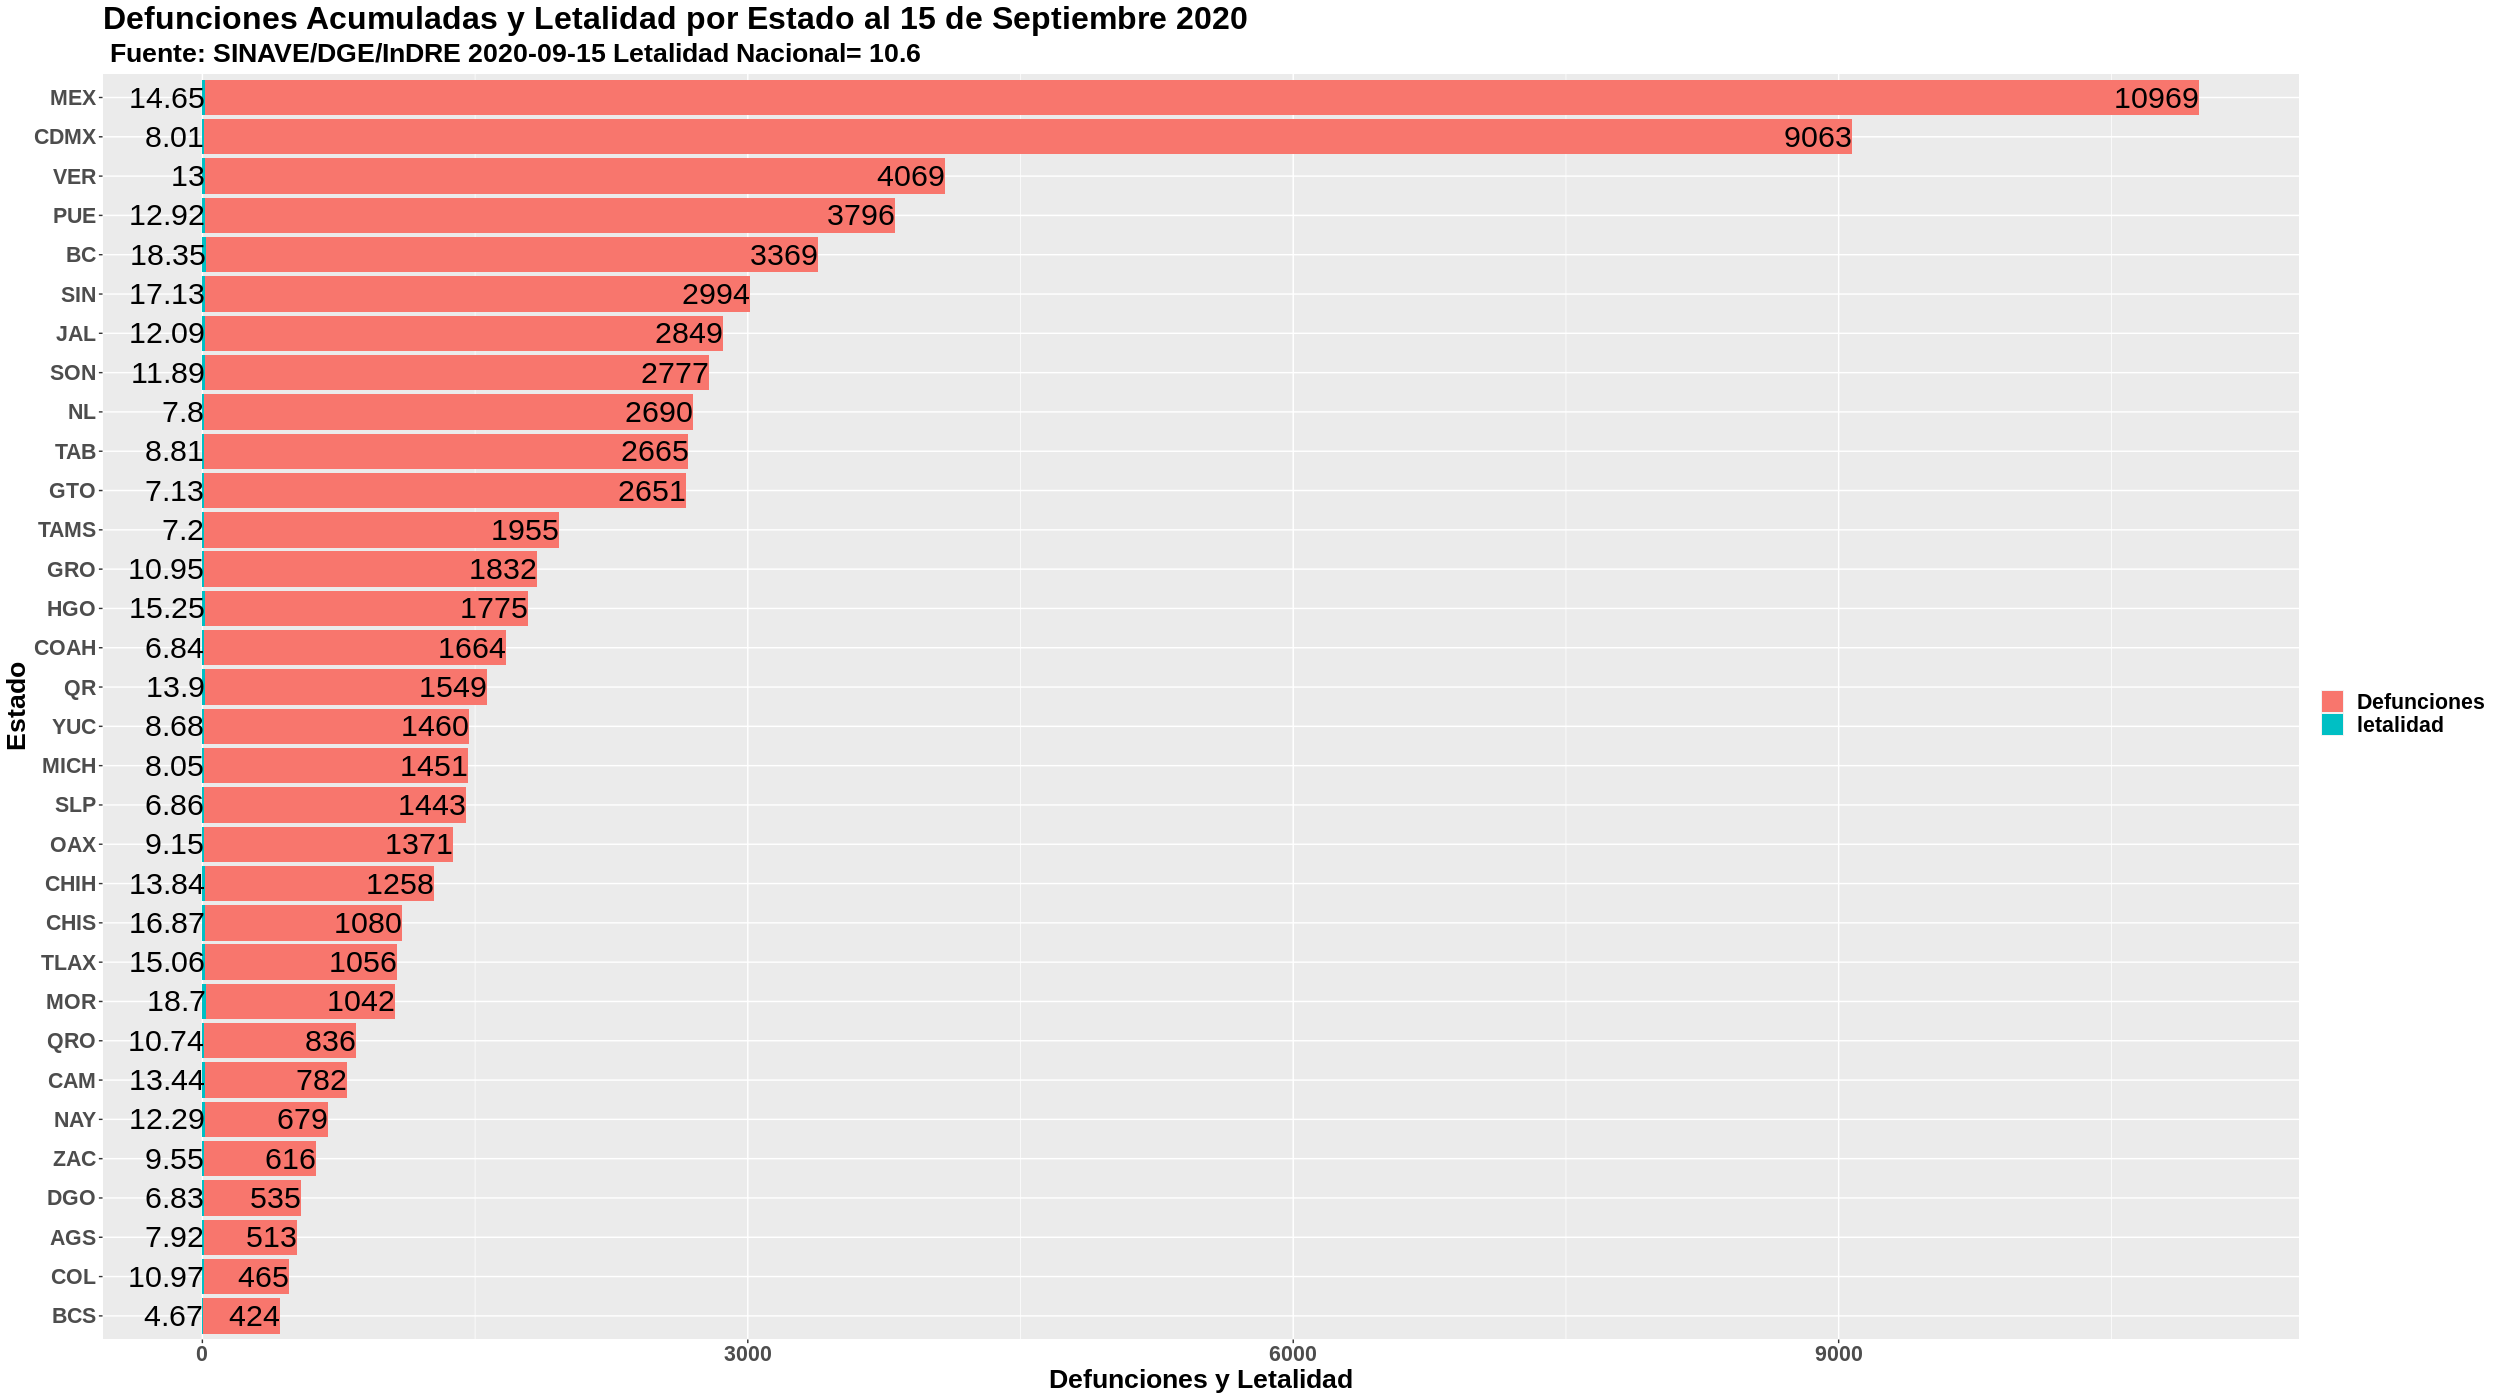 Defunciones Acumuladas y Letalidad por Estado al 15 de Septiembre 2020
Fuente: SINAVE/DGE/InDRE 2020-09-15 Letalidad Nacional= 10.6
MEX 14.65 10969
CDMX 8.01 9063
VER 13 4069
PUE 12.92 3796
BC 18.35 3369
SIN 17.13 2994
JAL 12.09 2849
SON 11.89 2777
NL 7.8 2690
TAB 8.81 2665
GTO 7.13 2651
TAMS 7.2 1955
GRO 10.95 1832
HGO 15.25 1775
COAH 6.84 1664
QR 13.9 1549
YUC 8.68 1460
MICH 8.05 1451
SLP 6.86 1443
OAX 9.15 1371
CHIH 13.84 1258
CHIS 16.87 1080
TLAX 15.06 1056
MOR 18.7 1042
QRO 10.74 836
CAM 13.44 782
NAY 12.29 679
ZAC 9.55 616
DGO 6.83 535
AGS 7.92 513
COL 10.97 465
BCS 4.67 424
0 3000 6000 9000
Defunciones y Letalidad
Estado
Defunciones
letalidad